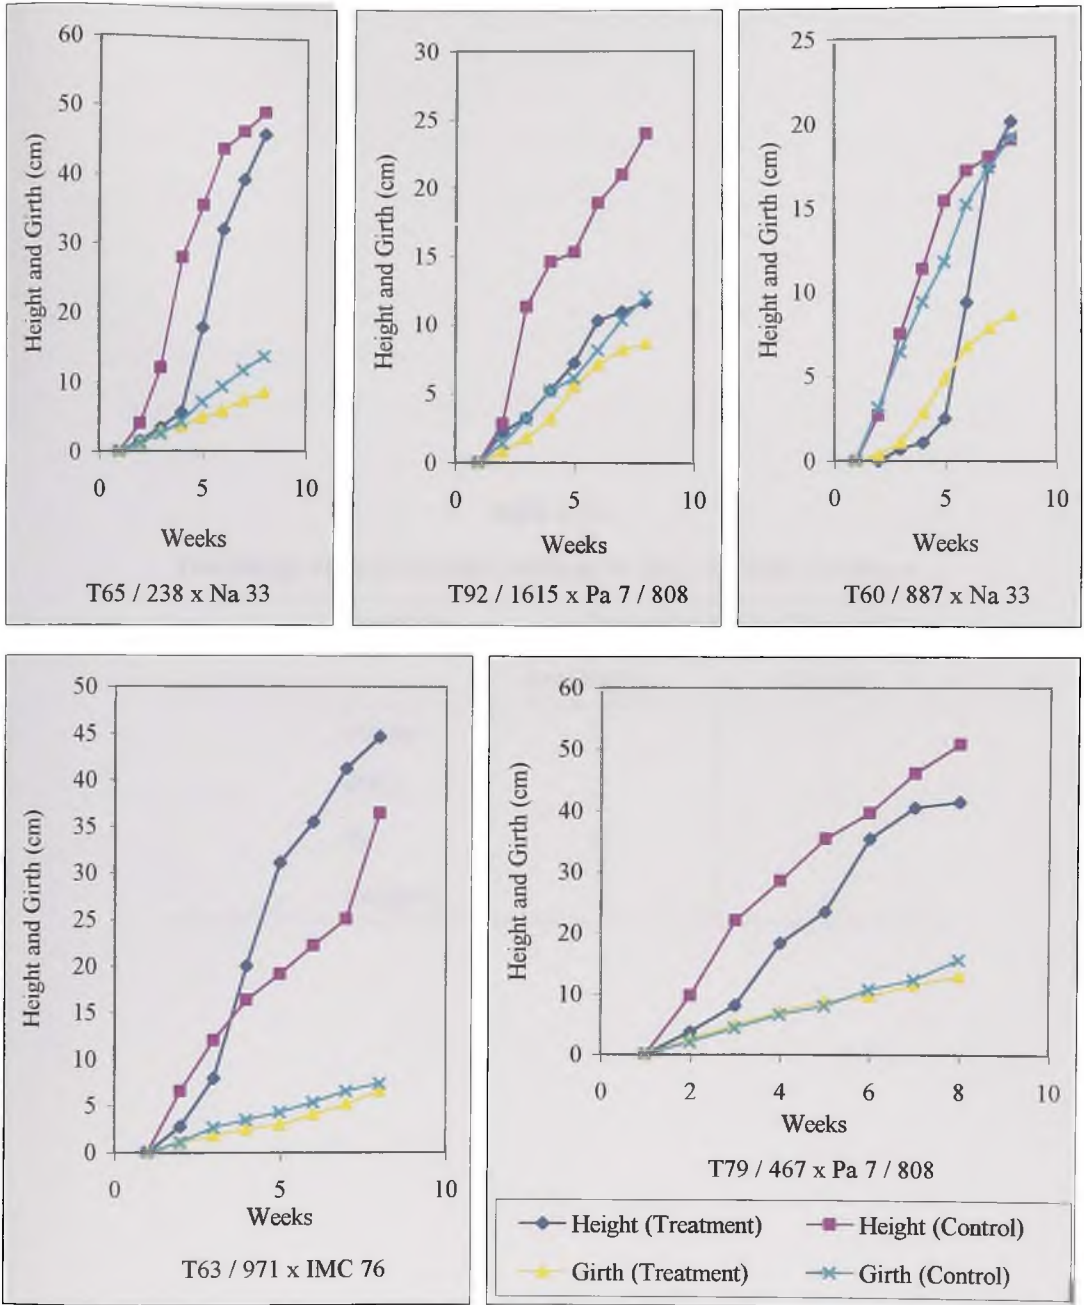 60
50
40
30
20
10
0
0 5 10
Height and Girth (cm)
Weeks
T65 / 238 x Na 33
30
25
20
15
10
5
0
0 5 10
Height and Girth (cm)
Weeks
T92 / 1615 x Pa 7 / 808
25
20
15
10
5
0
0 5 10
Height and Girth (cm)
Weeks
T60 / 887 x Na 33
50
45
40
35
30
25
20
15
10
5
0
0 5 10
Height and Girth (cm)
Weeks
T63 / 971 x IMC 76
60
50
40
30
20
10
0
0 2 4 6 8 10
Height and Girth (cm)
Weeks
T79 / 467 x Pa 7 / 808
Height (Treatment) Height (Control)
Girth (Treatment) Girth (Control)